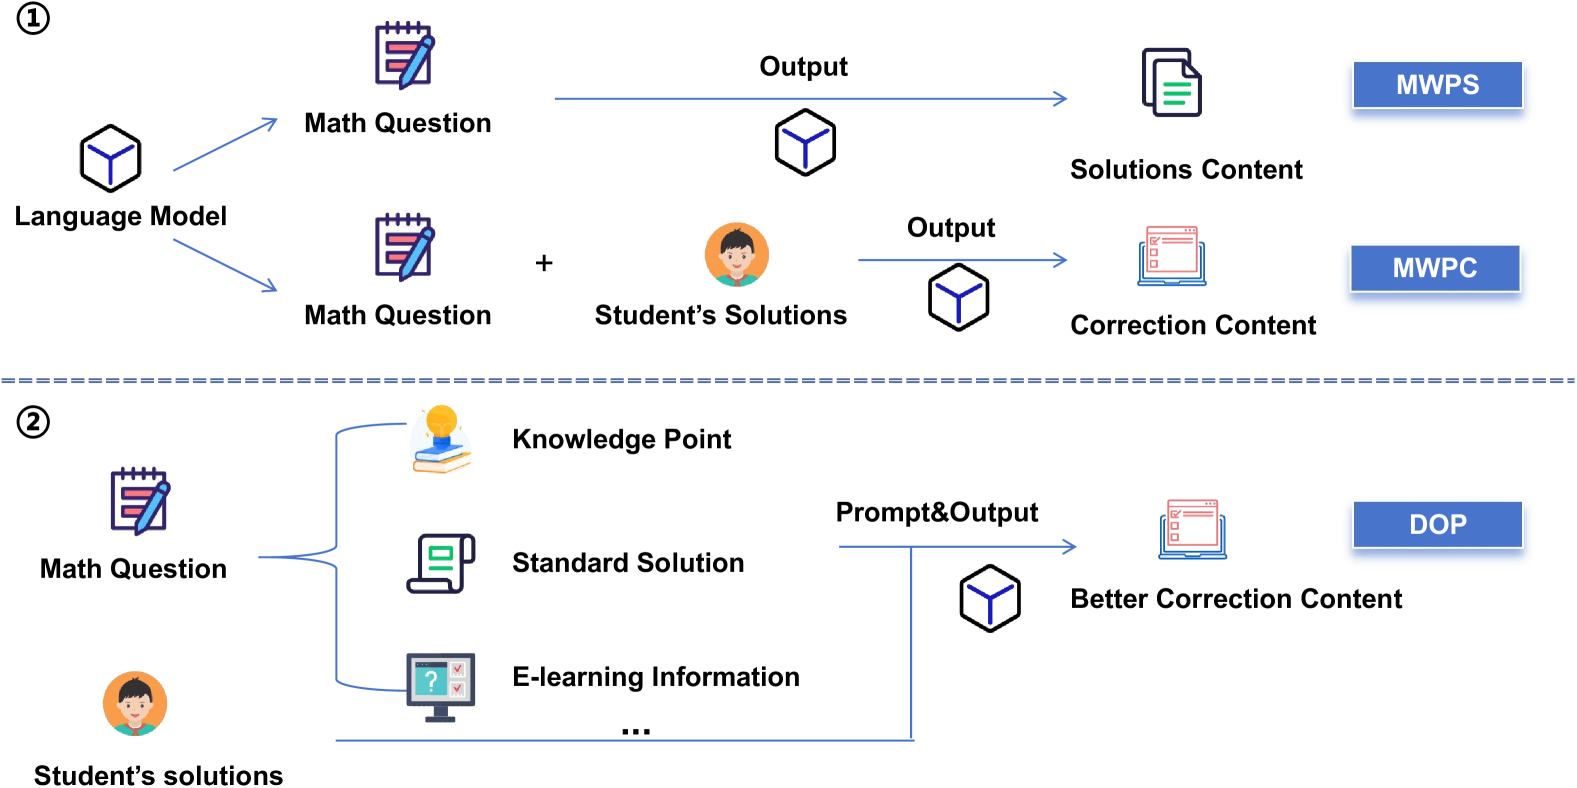 ①
Output
MWPS
Math Question
Solutions Content
Language Model
Output
MWPC
+
Math Question
Student’s Solutions
Correction Content
②
Knowledge Point
Prompt&Output
DOP
Math Question
Standard Solution
?
Better Correction Content
E-learning Information
...
Student’s solutions